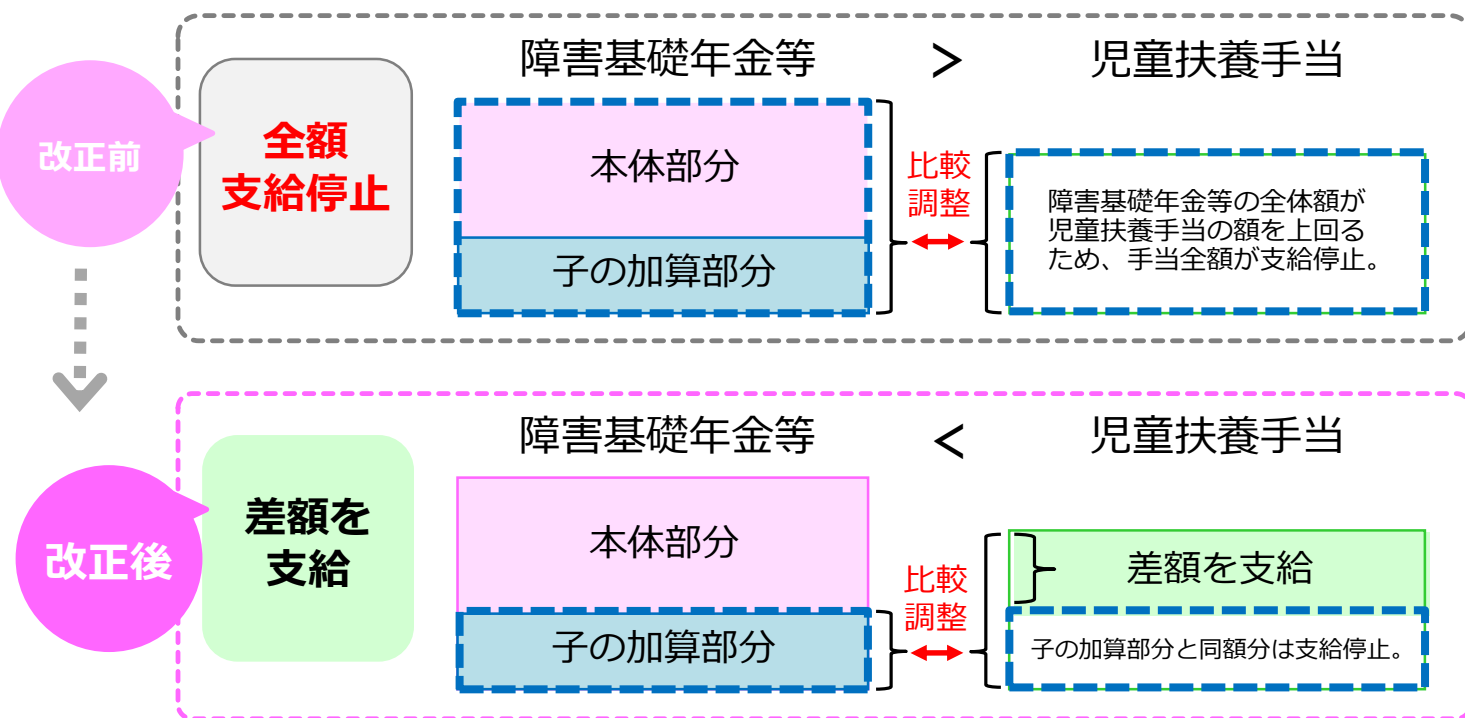 改正前
全額
支給停止
障害基礎年金等 > 児童扶養手当
本体部分
子の加算部分
比較
調整
障害基礎年金等の全体額が
児童扶養手当の額を上回る
ため、手当全額が支給停止。
改正後
差額を
支給
障害基礎年金等 < 児童扶養手当
本体部分
子の加算部分
比較
調整
差額を支給
子の加算部分と同額分は支給停止。